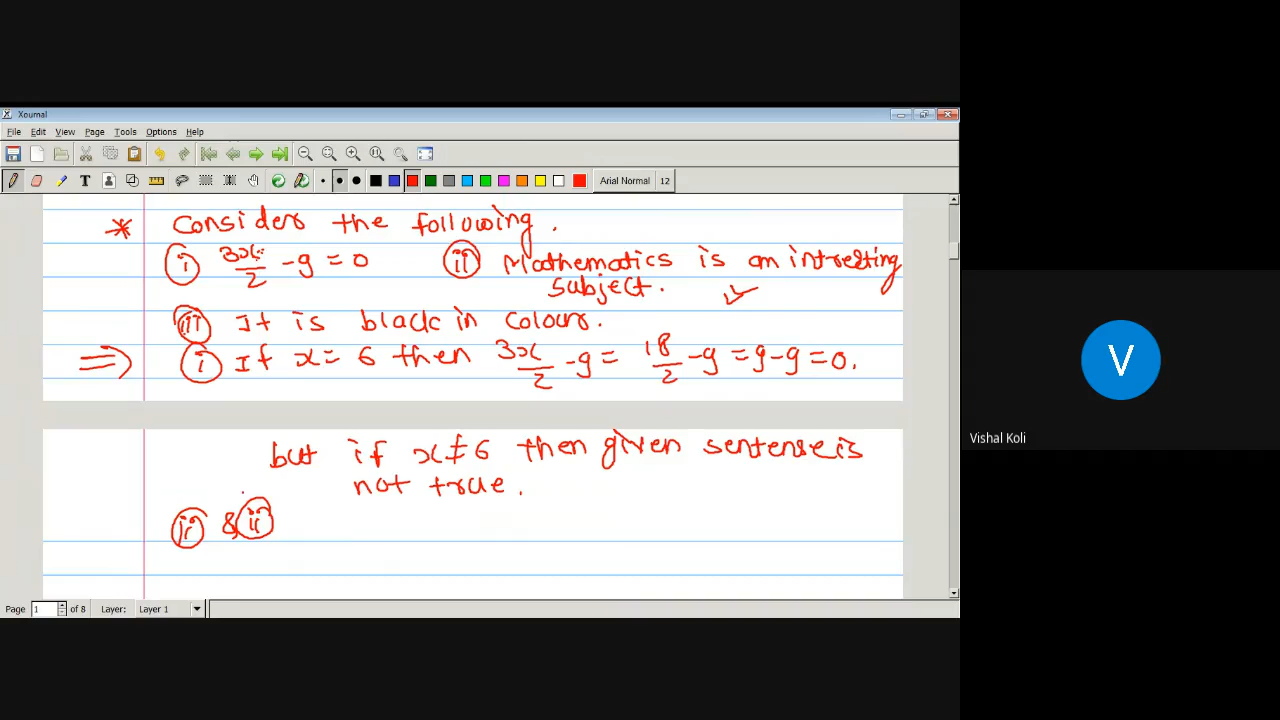 Xournal
File Edit View Page Tools Options Help
T Arial Normal 12
* Consider the following.
i 3x/2 - 9 = 0 ii Mathematics is an intresting
subject.
iii It is black in colour.
⇒ i If x = 6 then 3x/2 - 9 = 18/2 - 9 = 9 - 9 = 0.
but if x ≠ 6 then given sentense is
not true.
ii & ii
V
Vishal Koli
Page 1 of 8 Layer: Layer 1